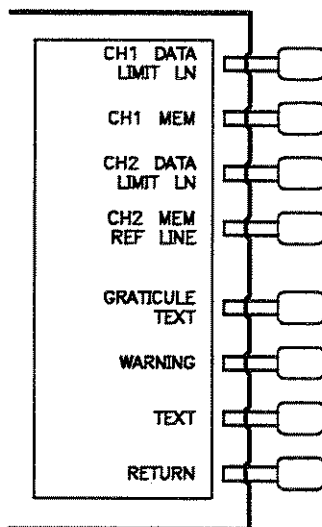 CH1 DATA
LIMIT LN
CH1 MEM
CH2 DATA
LIMIT LN
CH2 MEM
REF LINE
GRATICULE
TEXT
WARNING
TEXT
RETURN